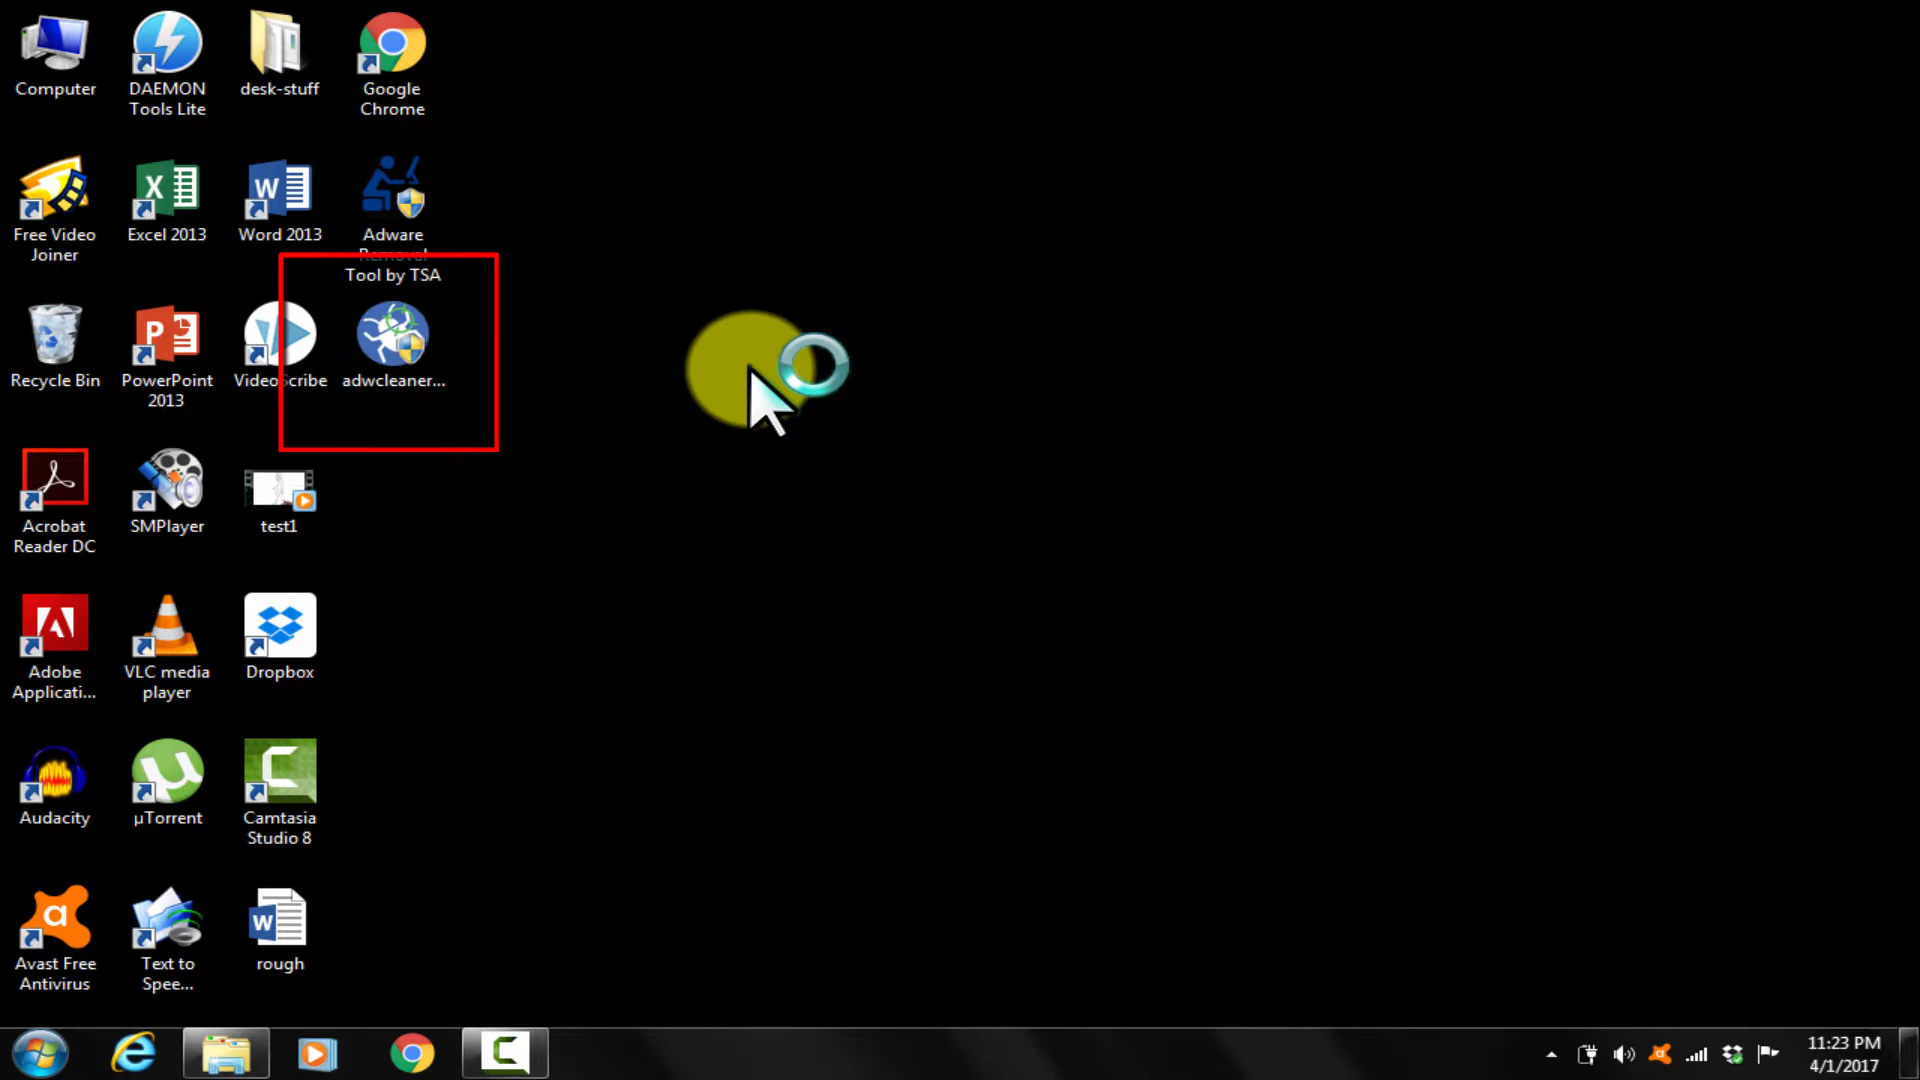 Computer
DAEMON
Tools Lite
desk-stuff
Google
Chrome
Free Video
Joiner
Excel 2013
Word 2013
Adware
Removal
Tool by TSA
Recycle Bin
PowerPoint
2013
VideoScribe
adwcleaner...
Acrobat
Reader DC
SMPlayer
test1
Adobe
Applicati...
VLC media
player
Dropbox
Audacity
µTorrent
Camtasia
Studio 8
Avast Free
Antivirus
Text to
Spee...
rough
11:23 PM
4/1/2017